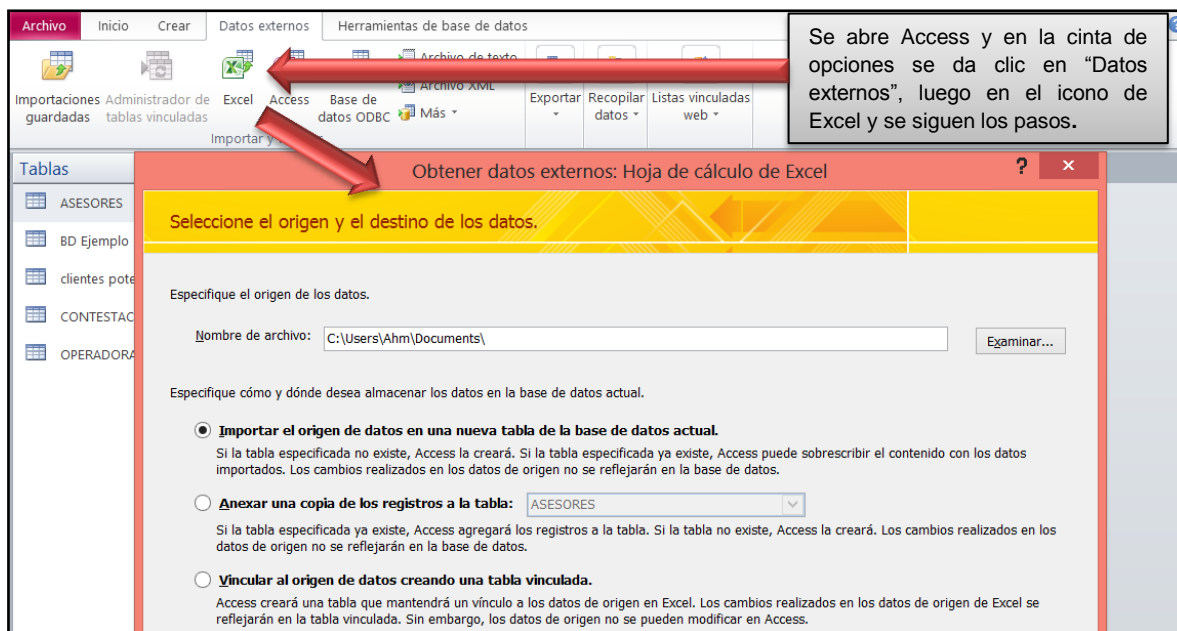 Archivo Inicio Crear Datos externos Herramientas de base de datos
Se abre Access y en la cinta de
opciones se da clic en “Datos
externos”, luego en el icono de
Excel y se siguen los pasos.
Archivo de texto
Archivo XML
Más
Importaciones
guardadas
Administrador de
tablas vinculadas
Excel
Access
Base de
datos ODBC
Exportar
Recopilar
datos
Listas vinculadas
web
Importar y
Tablas
ASESORES
BD Ejemplo
clientes pote
CONTESTAC
OPERADORA
Obtener datos externos: Hoja de cálculo de Excel
? ×
Seleccione el origen y el destino de los datos.
Especifique el origen de los datos.
Nombre de archivo: C:\Users\Ahm\Documents\ Examinar...
Especifique cómo y dónde desea almacenar los datos en la base de datos actual.
Importar el origen de datos en una nueva tabla de la base de datos actual.
Si la tabla especificada no existe, Access la creará. Si la tabla especificada ya existe, Access puede sobrescribir el contenido con los datos
importados. Los cambios realizados en los datos de origen no se reflejarán en la base de datos.
Anexar una copia de los registros a la tabla: ASESORES
Si la tabla especificada ya existe, Access agregará los registros a la tabla. Si la tabla no existe, Access la creará. Los cambios realizados en los
datos de origen no se reflejarán en la base de datos.
Vincular al origen de datos creando una tabla vinculada.
Access creará una tabla que mantendrá un vínculo a los datos de origen en Excel. Los cambios realizados en los datos de origen de Excel se
reflejarán en la tabla vinculada. Sin embargo, los datos de origen no se pueden modificar en Access.